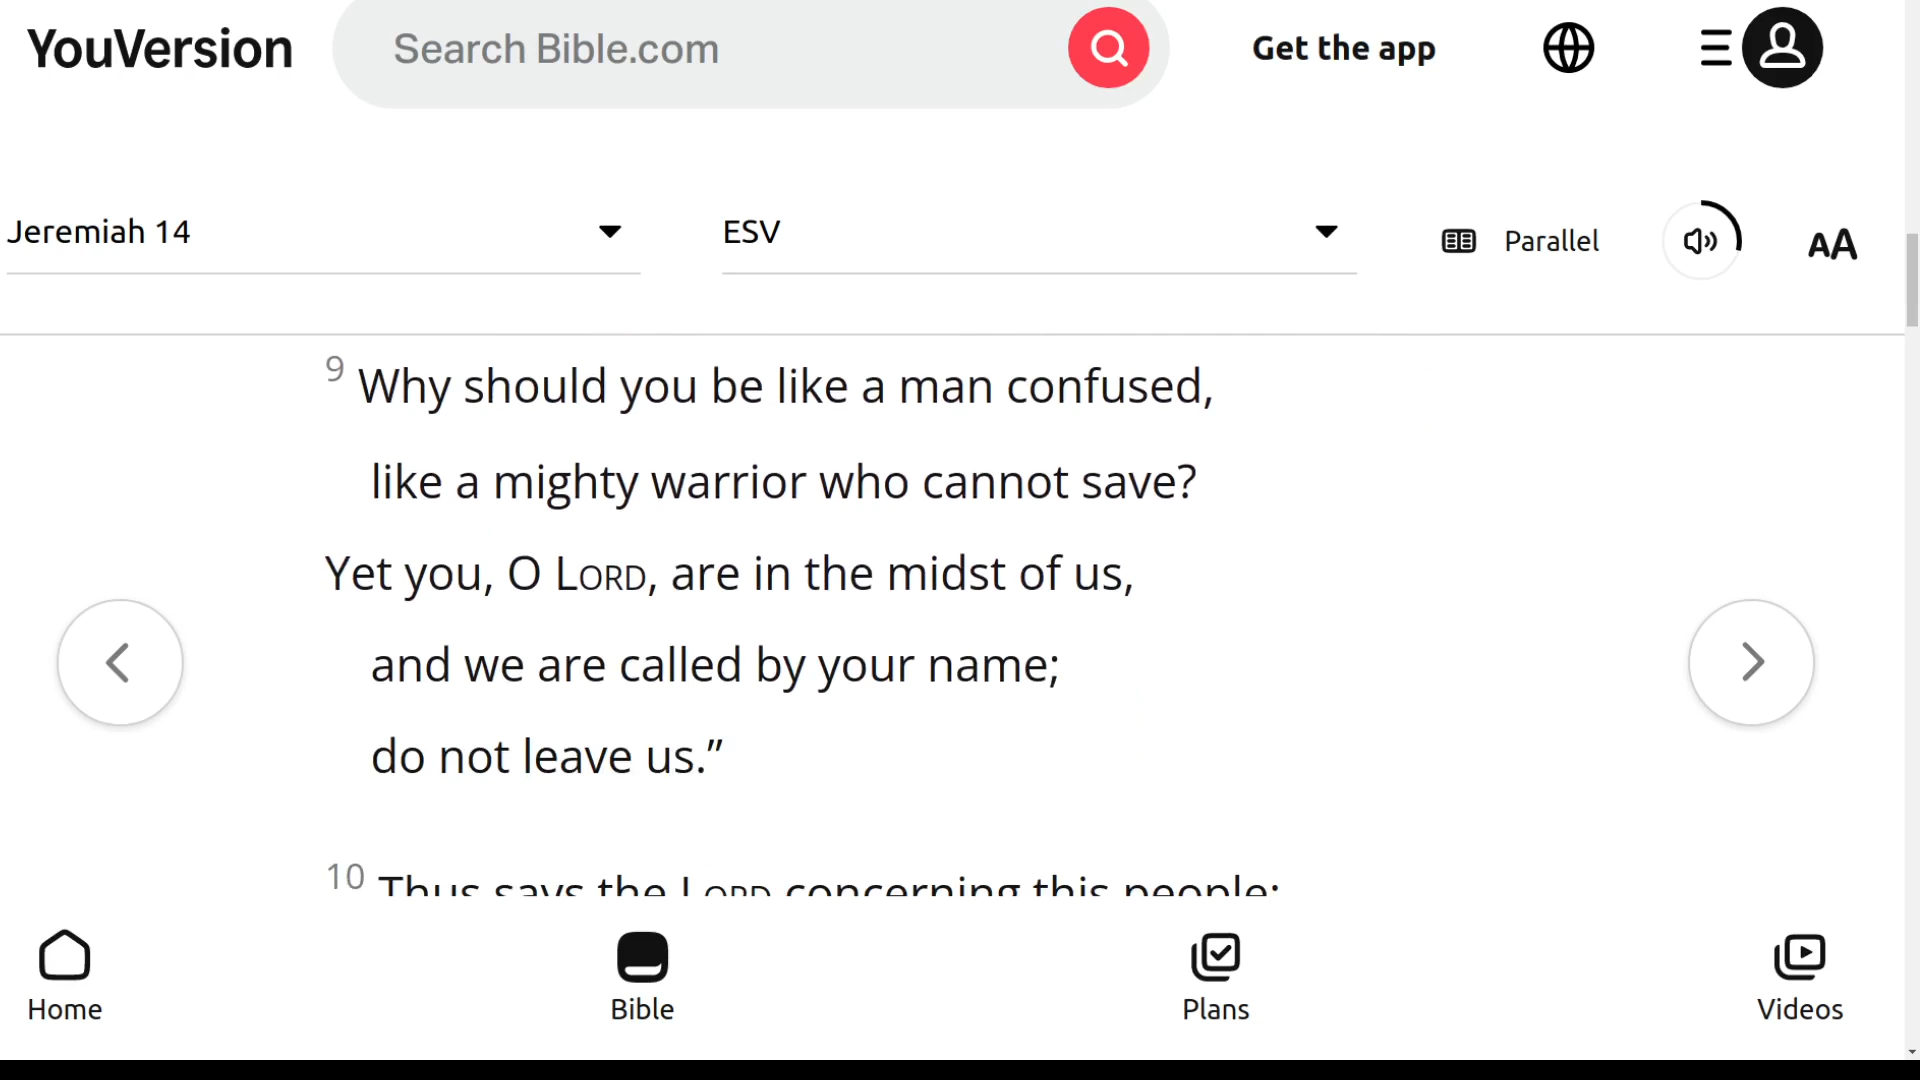 YouVersion Search Bible.com Get the app
Jeremiah 14 ESV Parallel AA
9 Why should you be like a man confused,
like a mighty warrior who cannot save?
Yet you, O LORD, are in the midst of us,
and we are called by your name;
do not leave us.”
10 Thus says the LORD concerning this people:
Home Bible Plans Videos